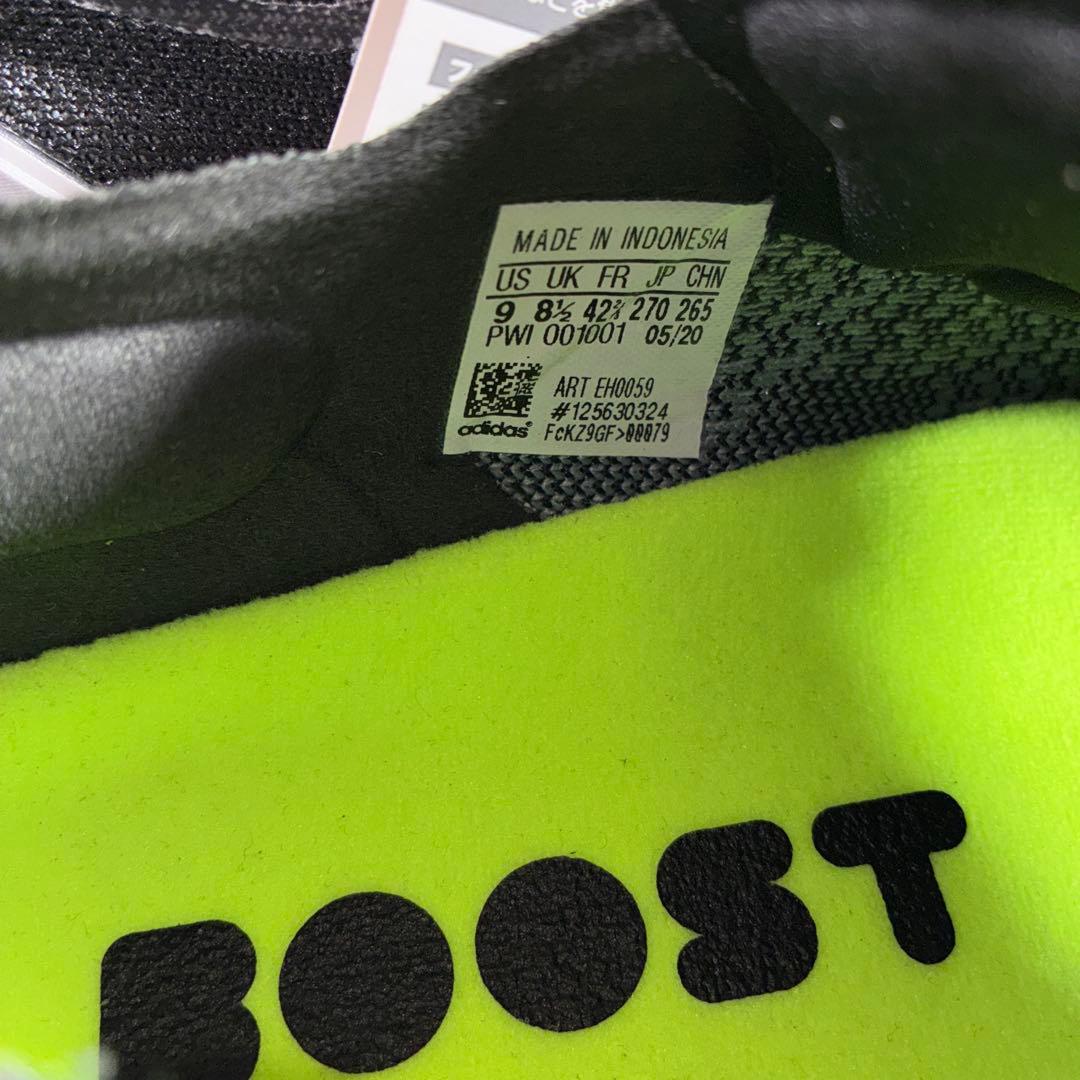 MADE IN INDONESIA
US UK FR JP CHN
9 8½ 42⅔ 270 265
PWI 001001 05/20
ART EH0059
#125630324
adidas® FcKZ9GF>00079
BOOST